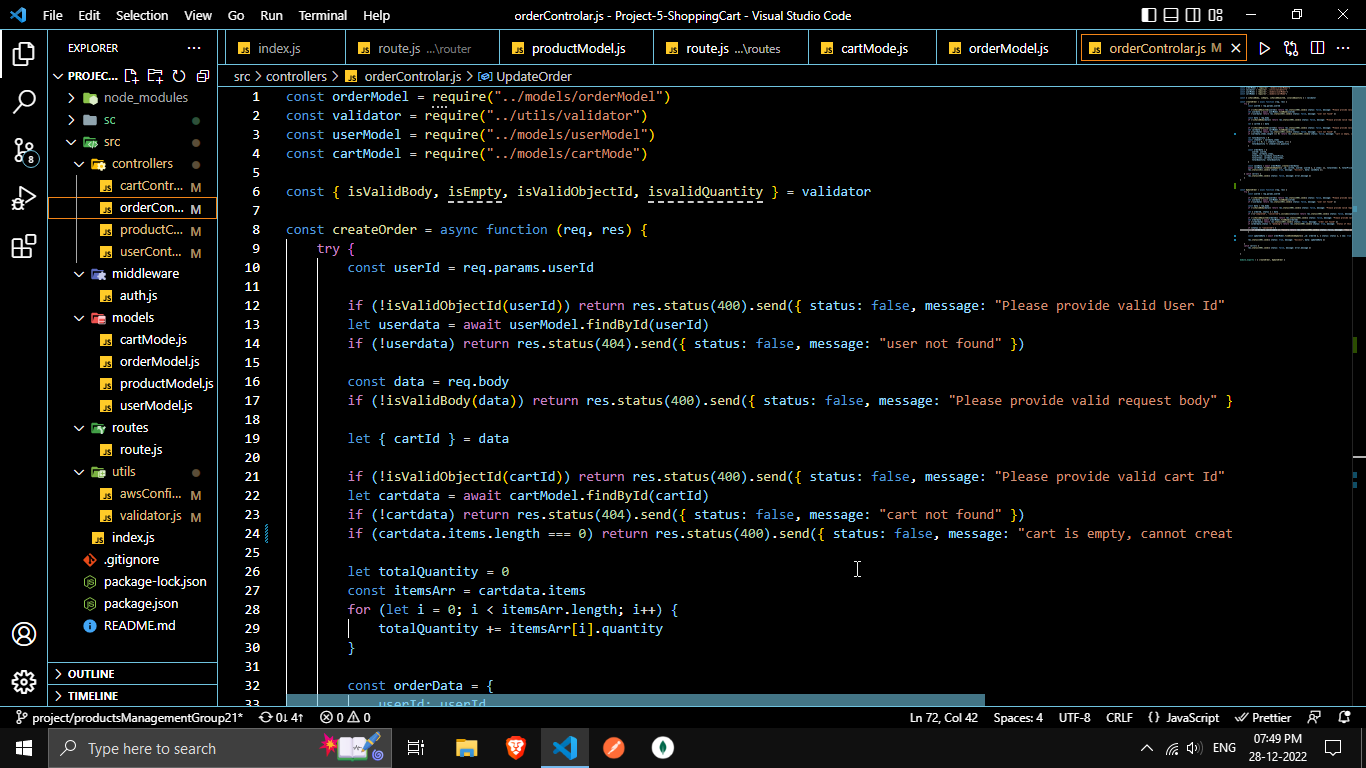 File Edit Selection View Go Run Terminal Help orderControlar.js - Project-5-ShoppingCart - Visual Studio Code
EXPLORER
index.js route.js ...\router productModel.js route.js ...\routes cartMode.js orderModel.js orderControlar.js M
PROJEC...
node_modules
sc
src
controllers
cartContr... M
orderCon... M
productC... M
userCont... M
middleware
auth.js
models
cartMode.js
orderModel.js
productModel.js
userModel.js
routes
route.js
utils
awsConfi... M
validator.js M
index.js
.gitignore
package-lock.json
package.json
README.md
OUTLINE
TIMELINE
8
src > controllers > orderControlar.js > UpdateOrder
1 const orderModel = require("../models/orderModel")
2 const validator = require("../utils/validator")
3 const userModel = require("../models/userModel")
4 const cartModel = require("../models/cartMode")
5
6 const { isValidBody, isEmpty, isValidObjectId, isvalidQuantity } = validator
7
8 const createOrder = async function (req, res) {
9 try {
10 const userId = req.params.userId
11
12 if (!isValidObjectId(userId)) return res.status(400).send({ status: false, message: "Please provide valid User Id"
13 let userdata = await userModel.findById(userId)
14 if (!userdata) return res.status(404).send({ status: false, message: "user not found" })
15
16 const data = req.body
17 if (!isValidBody(data)) return res.status(400).send({ status: false, message: "Please provide valid request body" }
18
19 let { cartId } = data
20
21 if (!isValidObjectId(cartId)) return res.status(400).send({ status: false, message: "Please provide valid cart Id"
22 let cartdata = await cartModel.findById(cartId)
23 if (!cartdata) return res.status(404).send({ status: false, message: "cart not found" })
24 if (cartdata.items.length === 0) return res.status(400).send({ status: false, message: "cart is empty, cannot creat
25
26 let totalQuantity = 0
27 const itemsArr = cartdata.items
28 for (let i = 0; i < itemsArr.length; i++) {
29 totalQuantity += itemsArr[i].quantity
30 }
31
32 const orderData = {
33 userId: userId
project/productsManagementGroup21* 0↓ 4↑ 0 0 Ln 72, Col 42 Spaces: 4 UTF-8 CRLF {} JavaScript Prettier
Type here to search
ENG
07:49 PM
28-12-2022